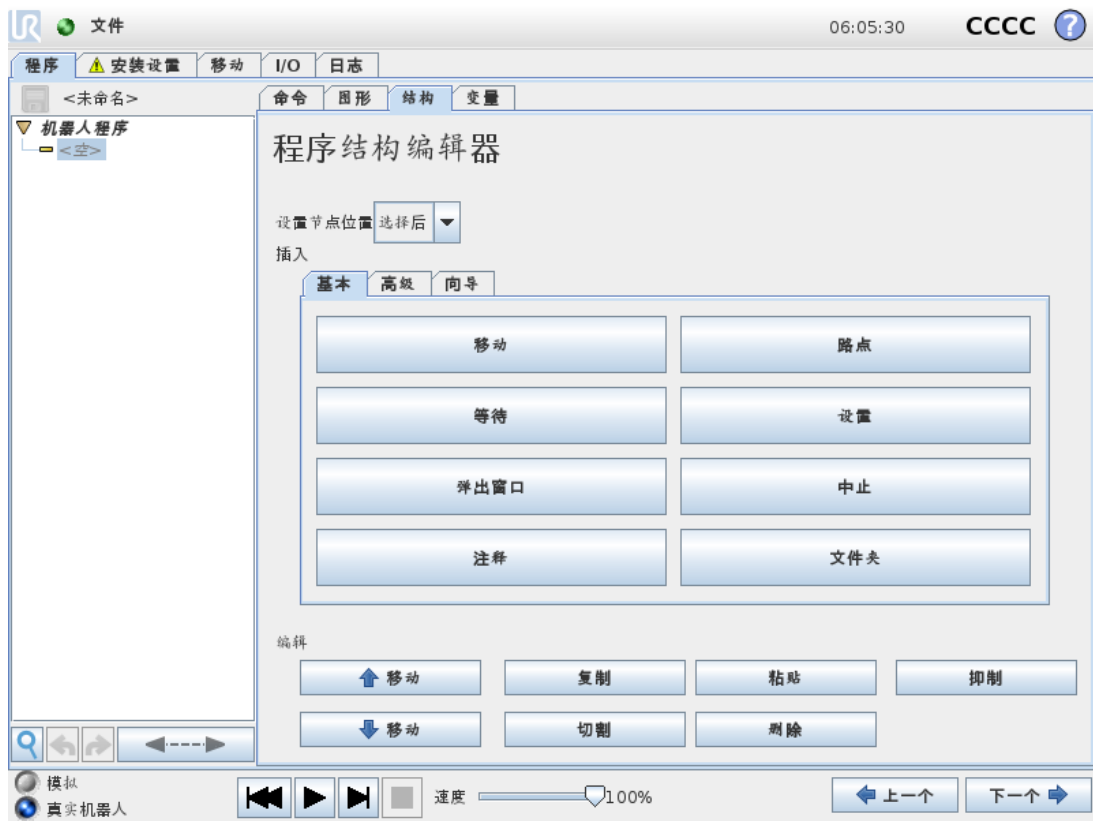 UR 文件 06:05:30 CCCC ?
程序 安装设置 移动 I/O 日志
<未命名> 命令 图形 结构 变量
机器人程序
<空>
程序结构编辑器
设置节点位置 选择后
插入
基本 高级 向导
移动 路点
等待 设置
弹出窗口 中止
注释 文件夹
编辑
移动 复制 粘贴 抑制
移动 切割 删除
模拟
真实机器人
速度 100% 上一个 下一个